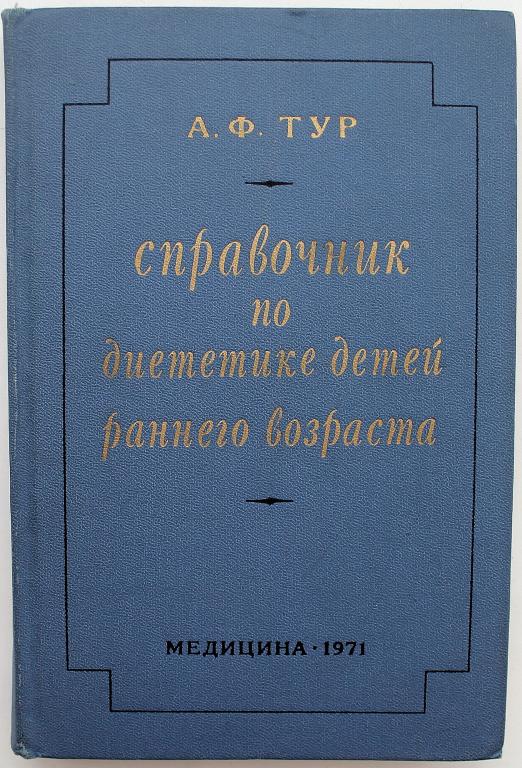 А. Ф. ТУР
справочник
по
диететике детей
раннего возраста
МЕДИЦИНА · 1971